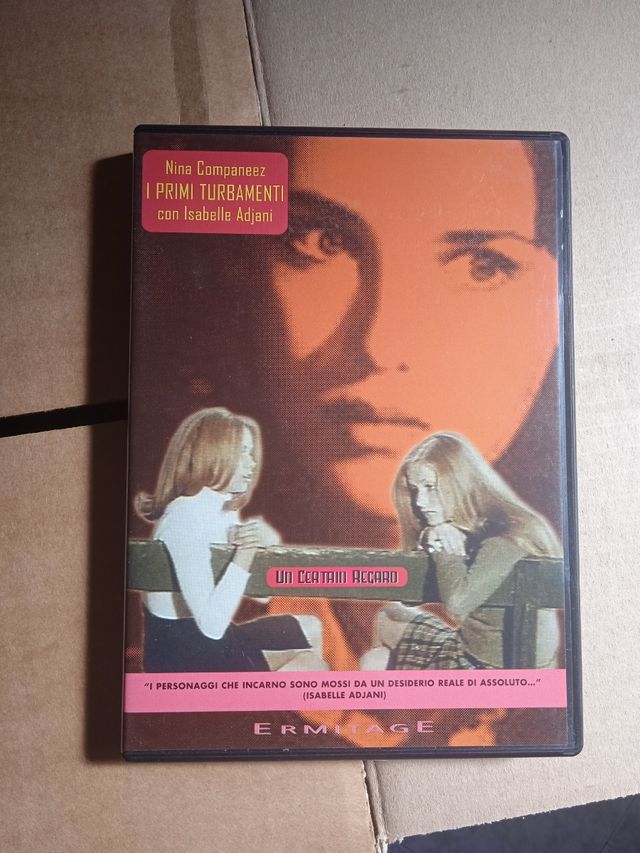 Nina Companeez
I PRIMI TURBAMENTI
con Isabelle Adjani
UN CERTAIN REGARD
“I PERSONAGGI CHE INCARNO SONO MOSSI DA UN DESIDERIO REALE DI ASSOLUTO...”
(ISABELLE ADJANI)
ERMITAGE